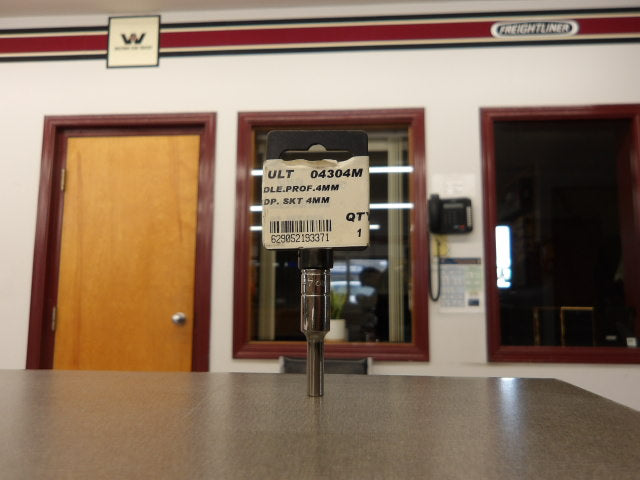 FREIGHTLINER
ULT 04304M
DLE.PROF.4MM
DP. SKT 4MM
QTY
1
629052193371